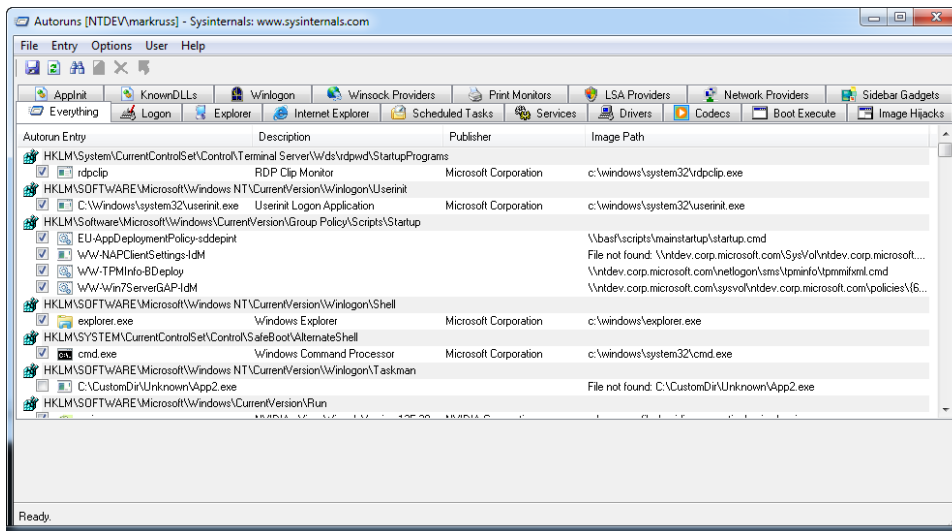 Autoruns [NTDEV\markruss] - Sysinternals: www.sysinternals.com
File Entry Options User Help
AppInit KnownDLLs Winlogon Winsock Providers Print Monitors LSA Providers Network Providers Sidebar Gadgets
Everything Logon Explorer Internet Explorer Scheduled Tasks Services Drivers Codecs Boot Execute Image Hijacks
Autorun Entry Description Publisher Image Path
HKLM\System\CurrentControlSet\Control\Terminal Server\Wds\rdpwd\StartupPrograms
rdpclip RDP Clip Monitor Microsoft Corporation c:\windows\system32\rdpclip.exe
HKLM\SOFTWARE\Microsoft\Windows NT\CurrentVersion\Winlogon\Userinit
C:\Windows\system32\userinit.exe Userinit Logon Application Microsoft Corporation c:\windows\system32\userinit.exe
HKLM\Software\Microsoft\Windows\CurrentVersion\Group Policy\Scripts\Startup
EU-AppDeploymentPolicy-sddepint \\basf\scripts\mainstartup\startup.cmd
WW-NAPClientSettings-IdM File not found: \\ntdev.corp.microsoft.com\SysVol\ntdev.corp.microsoft....
WW-TPMInfo-BDeploy \\ntdev.corp.microsoft.com\netlogon\sms\tpminfo\tpmmifxml.cmd
WW-Win7ServerGAP-IdM \\ntdev.corp.microsoft.com\sysvol\ntdev.corp.microsoft.com\policies\{6...
HKLM\SOFTWARE\Microsoft\Windows NT\CurrentVersion\Winlogon\Shell
explorer.exe Windows Explorer Microsoft Corporation c:\windows\explorer.exe
HKLM\SYSTEM\CurrentControlSet\Control\SafeBoot\AlternateShell
cmd.exe Windows Command Processor Microsoft Corporation c:\windows\system32\cmd.exe
HKLM\SOFTWARE\Microsoft\Windows NT\CurrentVersion\Winlogon\Taskman
C:\CustomDir\Unknown\App2.exe File not found: C:\CustomDir\Unknown\App2.exe
HKLM\SOFTWARE\Microsoft\Windows\CurrentVersion\Run
Ready.